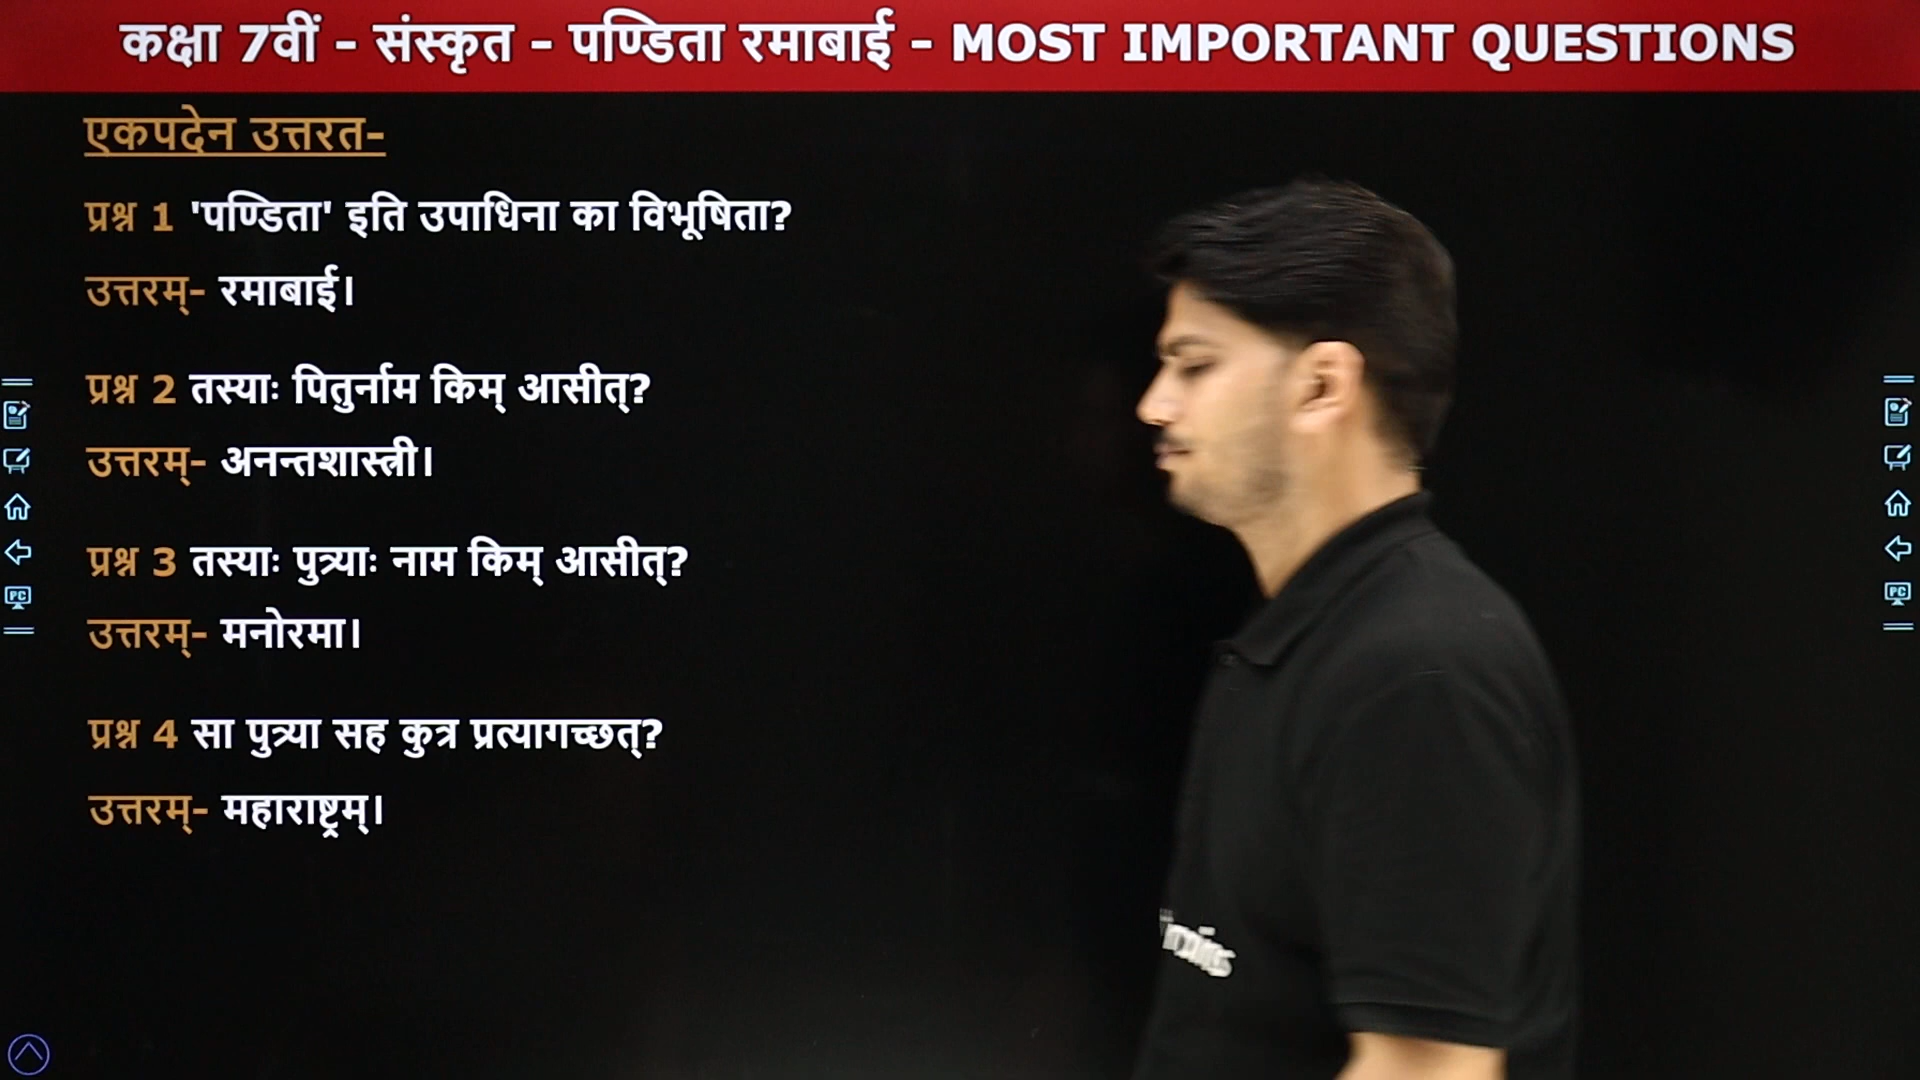 कक्षा 7वीं - संस्कृत - पण्डिता रमाबाई - MOST IMPORTANT QUESTIONS
एकपदेन उत्तरत-
प्रश्न 1 'पण्डिता' इति उपाधिना का विभूषिता?
उत्तरम्- रमाबाई।
प्रश्न 2 तस्याः पितुर्नाम किम् आसीत्?
उत्तरम्- अनन्तशास्त्री।
प्रश्न 3 तस्याः पुत्र्याः नाम किम् आसीत्?
उत्तरम्- मनोरमा।
प्रश्न 4 सा पुत्र्या सह कुत्र प्रत्यागच्छत्?
उत्तरम्- महाराष्ट्रम्।
PC
PC